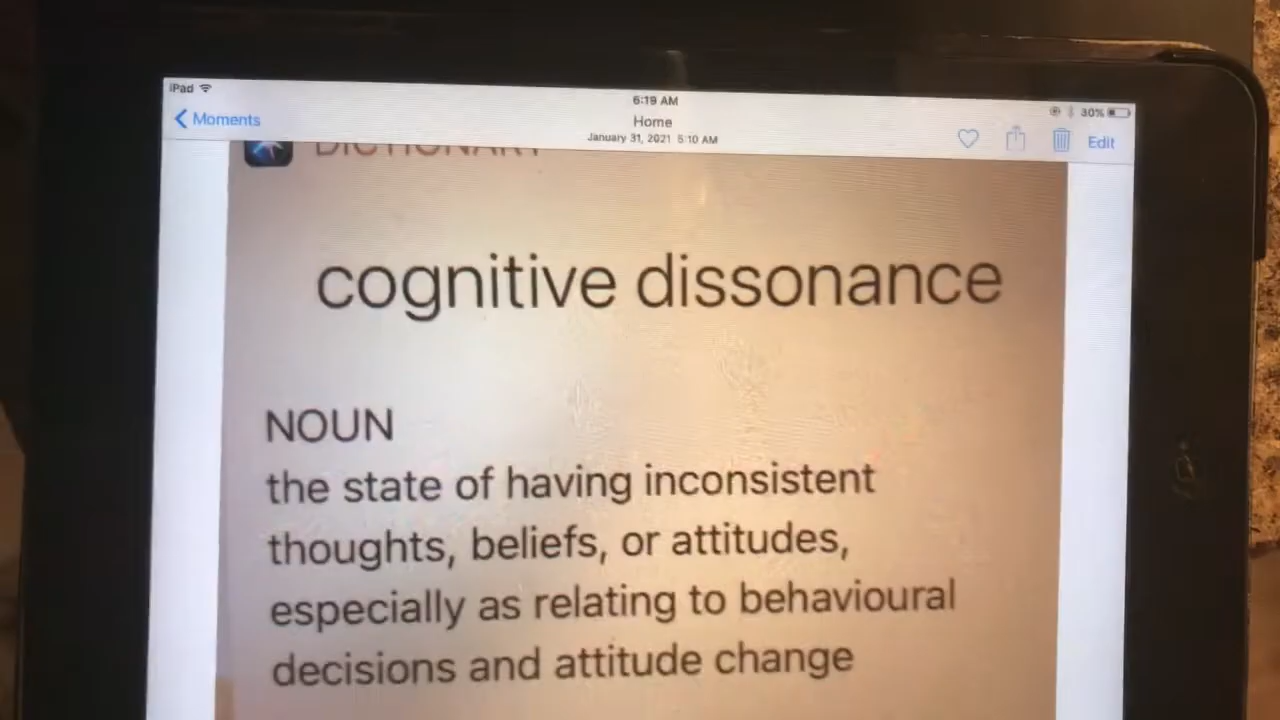 iPad
6:19 AM
30%
Moments
Home
January 31, 2021 5:10 AM
Edit
DICTIONARY
cognitive dissonance
NOUN
the state of having inconsistent
thoughts, beliefs, or attitudes,
especially as relating to behavioural
decisions and attitude change